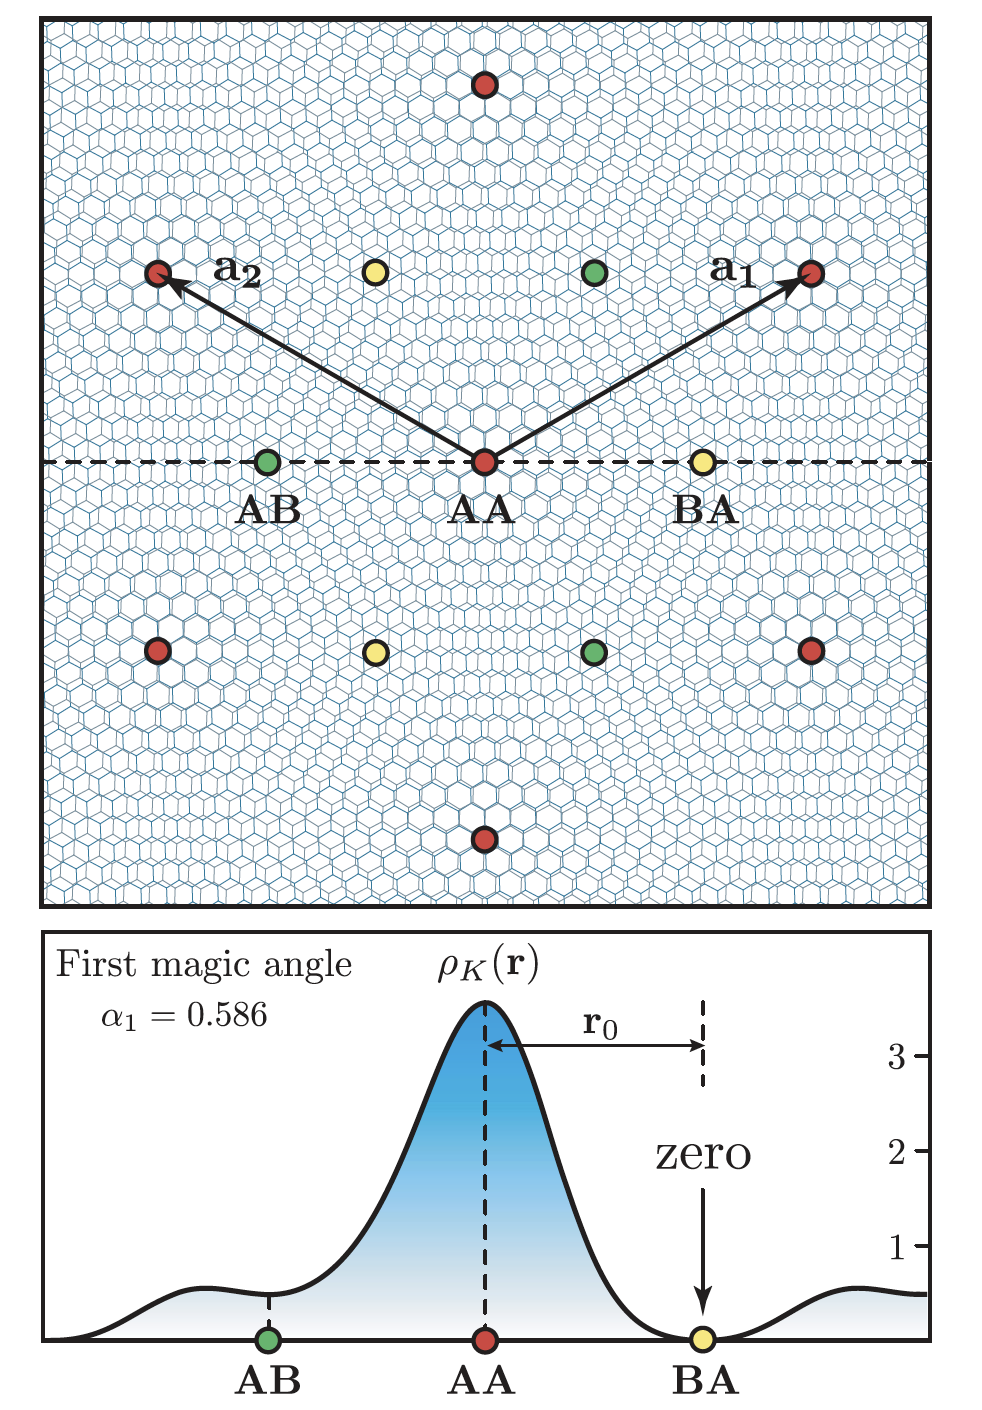 a₂ a₁
AB AA BA
First magic angle ρ_K(r)
α₁ = 0.586
r₀
3
zero
2
1
AB AA BA